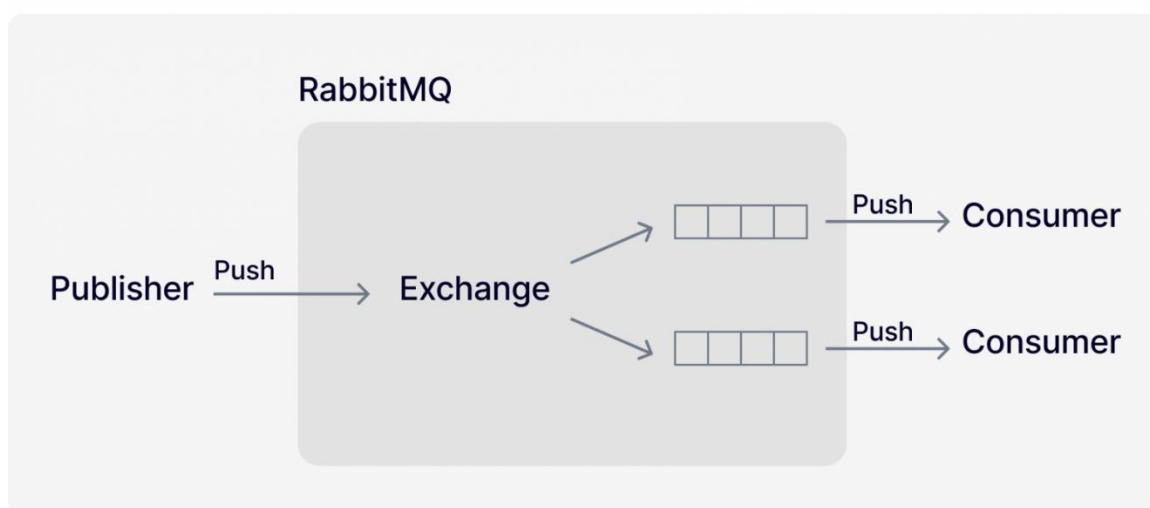 RabbitMQ
Push
Consumer
Push
Publisher
Exchange
Push
Consumer